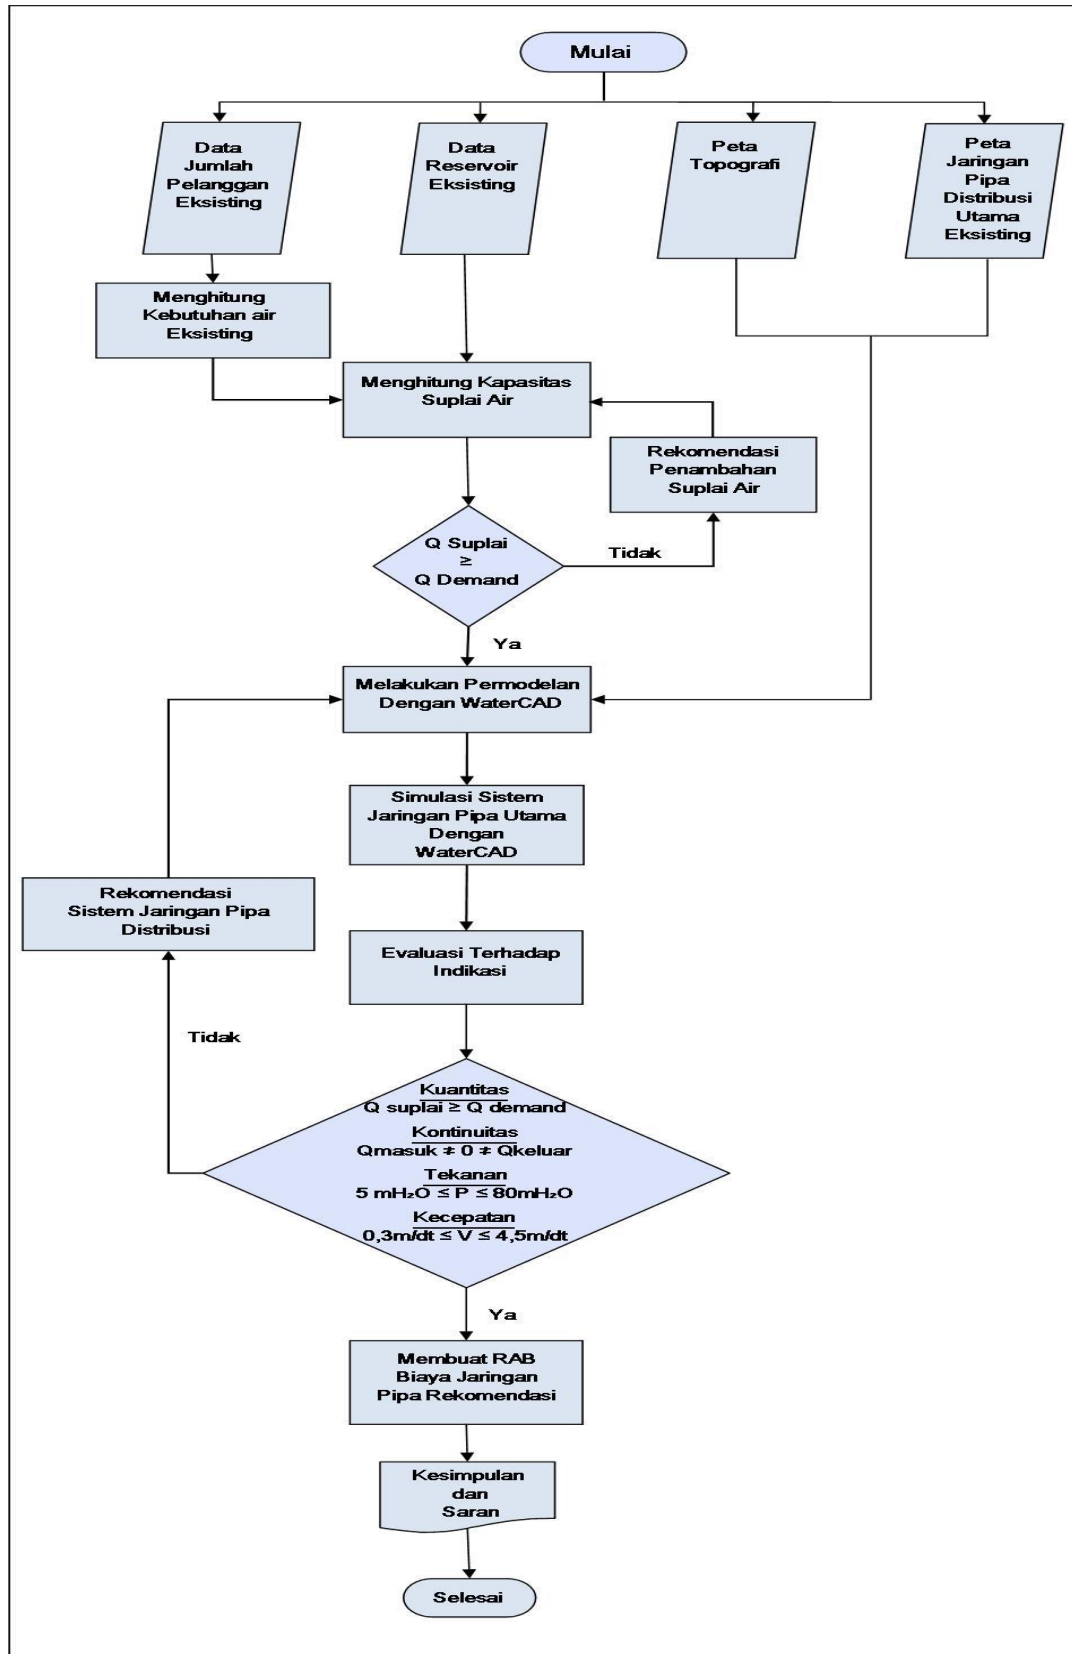 Mulai
Data
Jumlah
Pelanggan
Eksisting
Data
Reservoir
Eksisting
Peta
Topografi
Peta
Jaringan
Pipa
Distribusi
Utama
Eksisting
Menghitung
Kebutuhan air
Eksisting
Menghitung Kapasitas
Suplai Air
Rekomendasi
Penambahan
Suplai Air
Q Suplai
≥
Q Demand
Tidak
Ya
Melakukan Permodelan
Dengan WaterCAD
Simulasi Sistem
Jaringan Pipa Utama
Dengan
WaterCAD
Rekomendasi
Sistem Jaringan Pipa
Distribusi
Evaluasi Terhadap
Indikasi
Tidak
Kuantitas
Q suplai ≥ Q demand
Kontinuitas
Qmasuk ≠ 0 ≠ Qkeluar
Tekanan
5 mH₂O ≤ P ≤ 80mH₂O
Kecepatan
0,3m/dt ≤ V ≤ 4,5m/dt
Ya
Membuat RAB
Biaya Jaringan
Pipa Rekomendasi
Kesimpulan
dan
Saran
Selesai